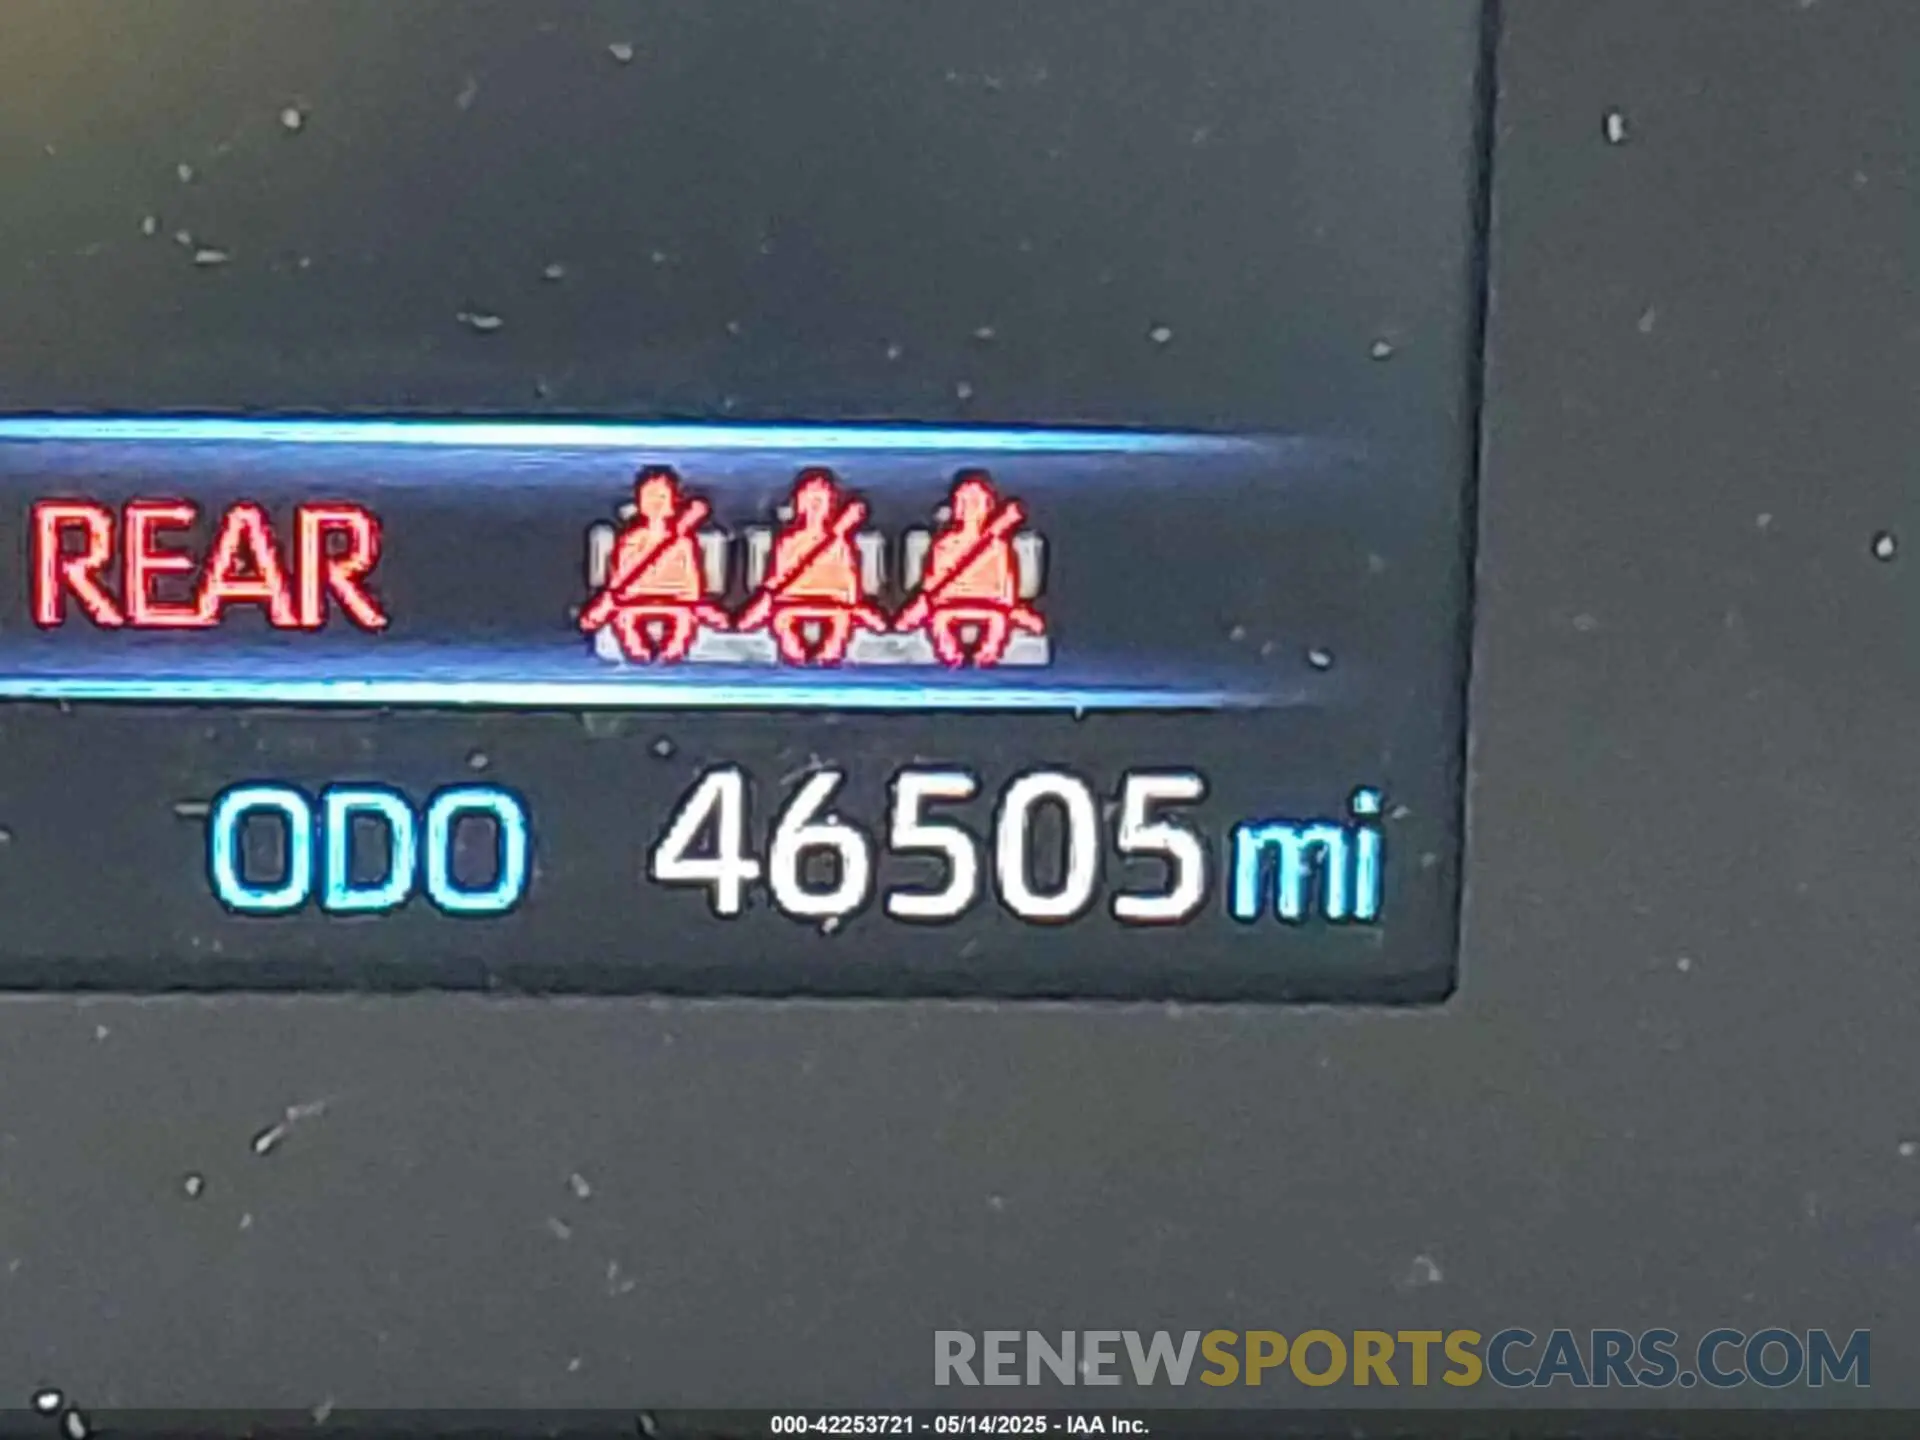 REAR
ODO 46505 mi
RENEWSPORTSCARS.COM
000-42253721 - 05/14/2025 - IAA Inc.